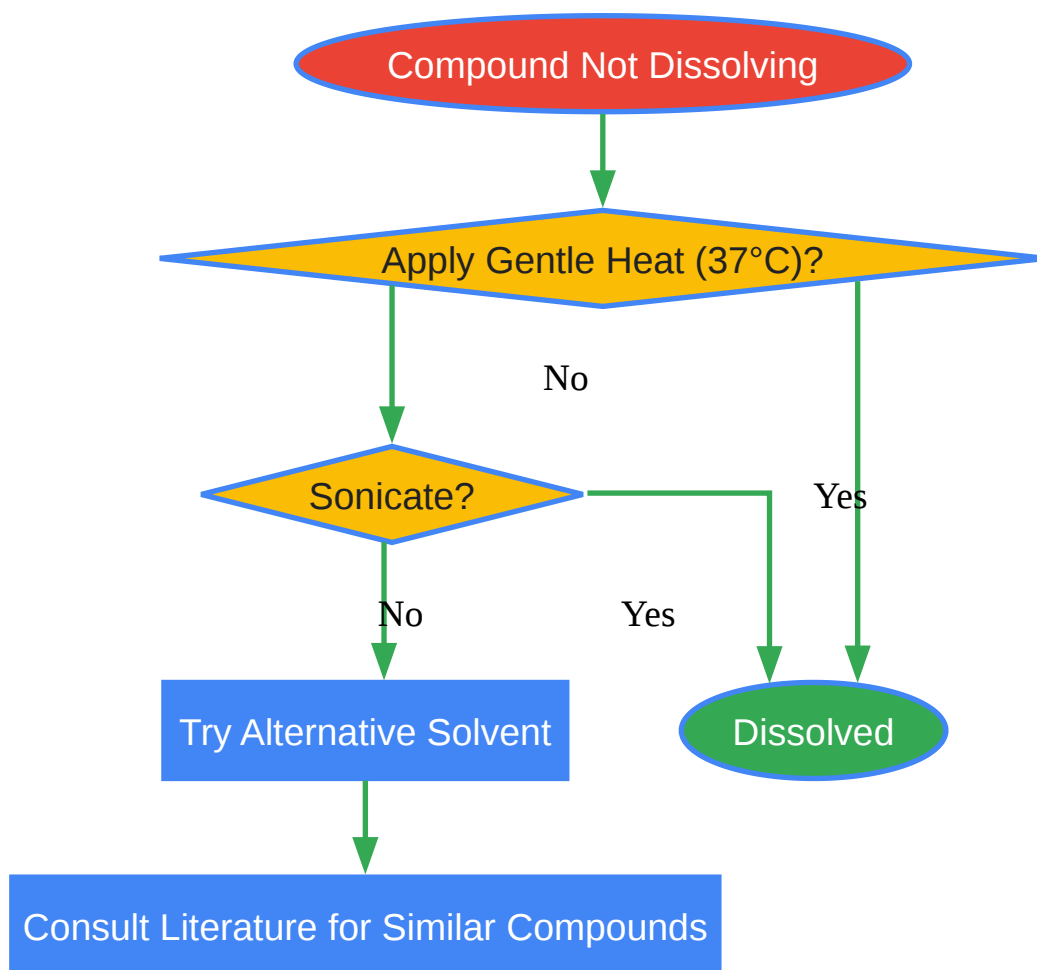 Compound Not Dissolving
Apply Gentle Heat (37°C)?
No
Sonicate?
Yes
No
Yes
Try Alternative Solvent
Dissolved
Consult Literature for Similar Compounds